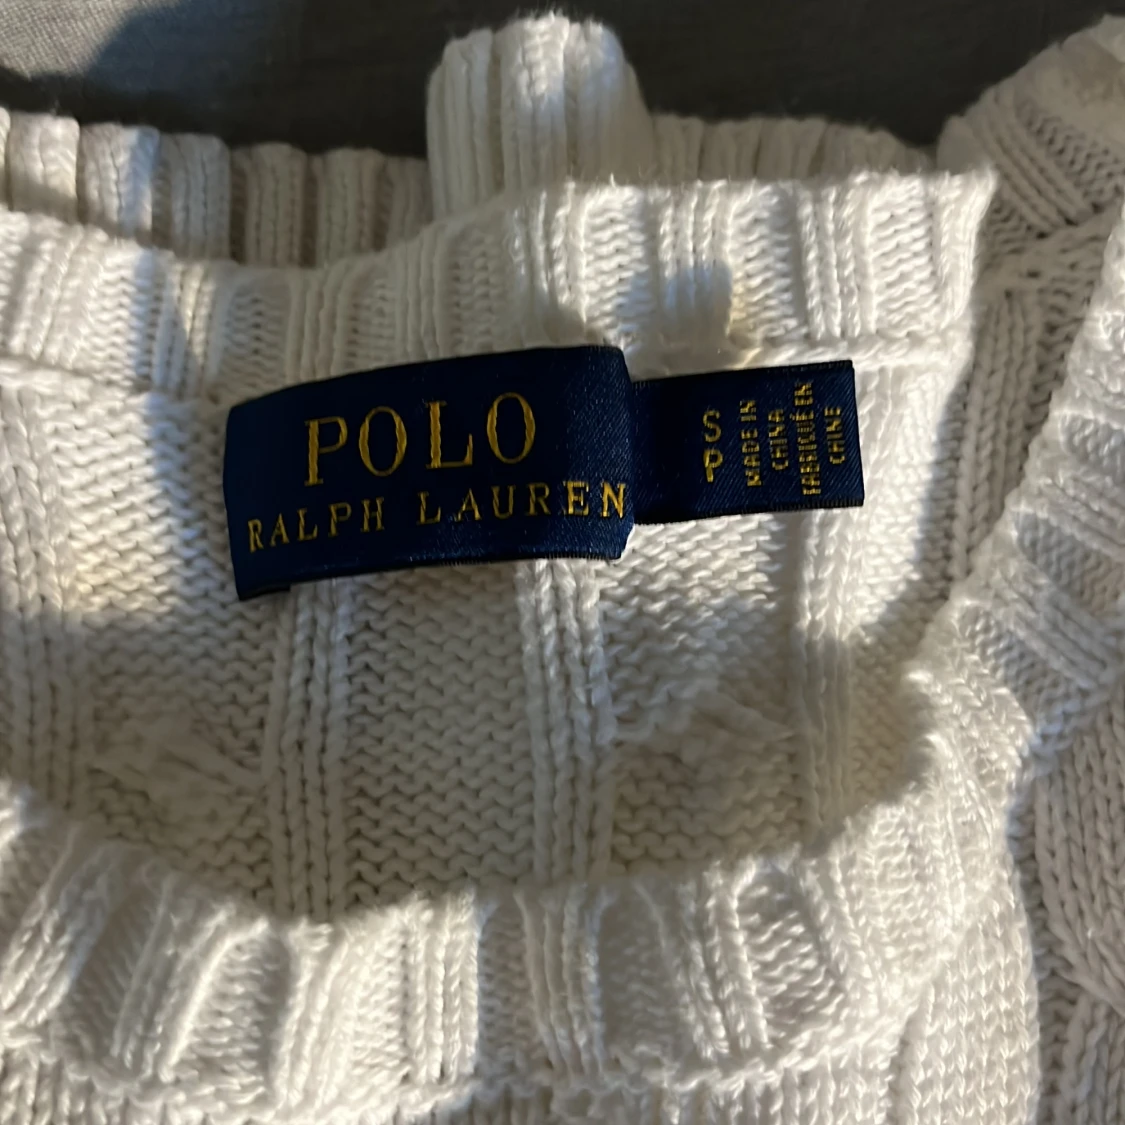 POLO
RALPH LAUREN
S
P
MADE IN
CHINA
FABRIQUÉ EN
CHINE